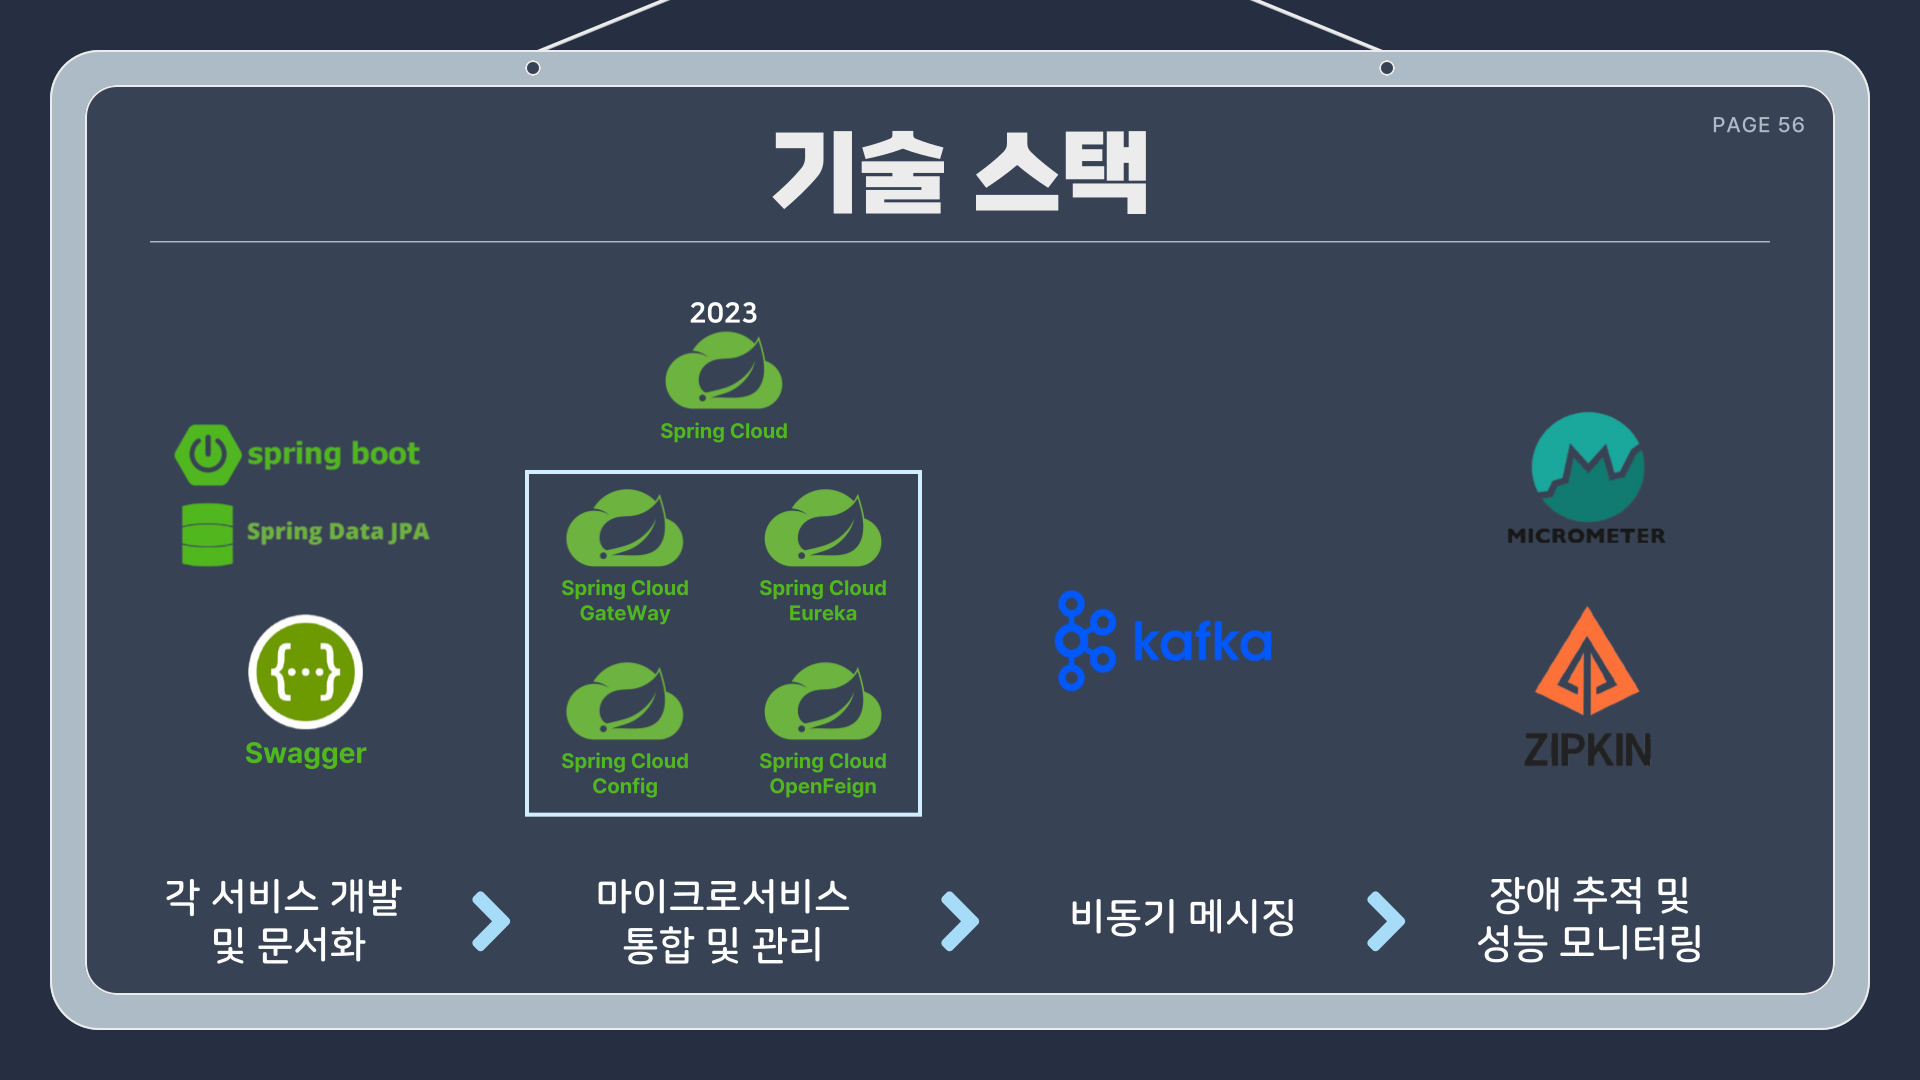 PAGE 56
기술 스택
spring boot
Spring Data JPA
{···}
Swagger
각 서비스 개발
및 문서화
2023
Spring Cloud
Spring Cloud
GateWay
Spring Cloud
Eureka
Spring Cloud
Config
Spring Cloud
OpenFeign
마이크로서비스
통합 및 관리
kafka
비동기 메시징
MICROMETER
ZIPKIN
장애 추적 및
성능 모니터링